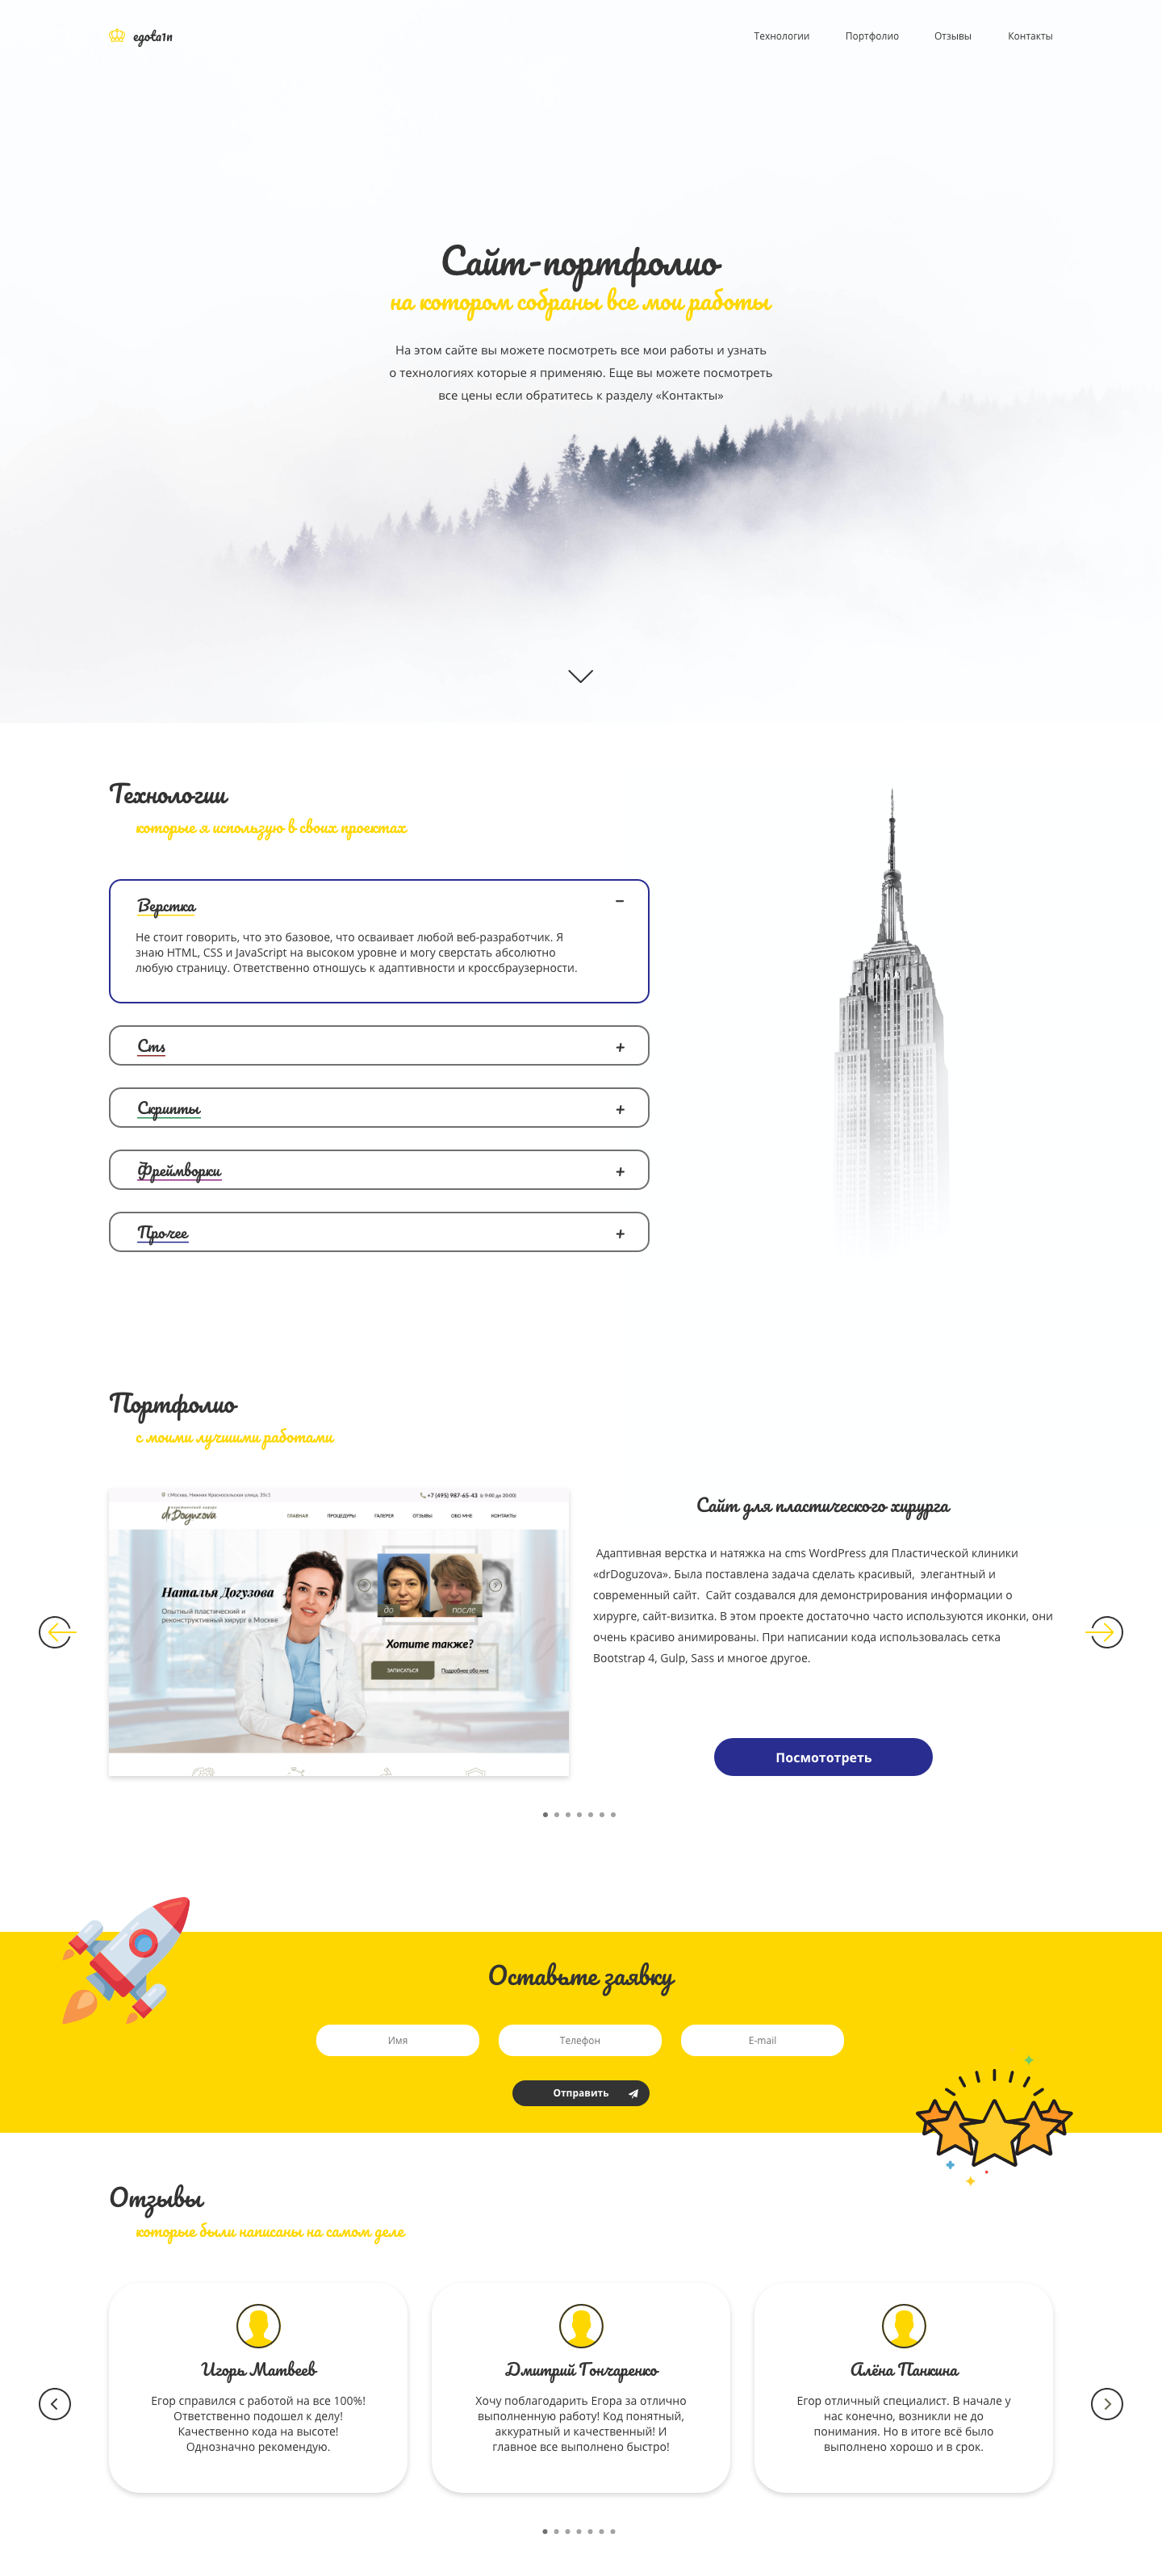 egota1n
Технологии Портфолио Отзывы Контакты
Сайт-портфолио
на котором собраны все мои работы
На этом сайте вы можете посмотреть все мои работы и узнать
о технологиях которые я применяю. Еще вы можете посмотреть
все цены если обратитесь к разделу «Контакты»
Технологии
которые я использую в своих проектах
Верстка
Не стоит говорить, что это базовое, что осваивает любой веб-разработчик. Я
знаю HTML, CSS и JavaScript на высоком уровне и могу сверстать абсолютно
любую страницу. Ответственно отношусь к адаптивности и кроссбраузерности.
Cms
Скрипты
Фреймворки
Прочее
Портфолио
с моими лучшими работами
г.Москва, Нижняя Красносельская улица, 35с1
+7 (495) 987-65-43 (с 9:00 до 20:00)
drDoguzova
ГЛАВНАЯ ПРОЦЕДУРЫ ГАЛЕРЕЯ ОТЗЫВЫ ОБО МНЕ КОНТАКТЫ
Наталья Догузова
Опытный пластический и
реконструктивный хирург в Москве
до после
Хотите также?
ЗАПИСАТЬСЯ
Подробнее обо мне
Сайт для пластического хирурга
Адаптивная верстка и натяжка на cms WordPress для Пластической клиники
«drDoguzova». Была поставлена задача сделать красивый, элегантный и
современный сайт. Сайт создавался для демонстрирования информации о
хирурге, сайт-визитка. В этом проекте достаточно часто используются иконки, они
очень красиво анимированы. При написании кода использовалась сетка
Bootstrap 4, Gulp, Sass и многое другое.
Посмототреть
Оставьте заявку
Имя
Телефон
E-mail
Отправить
Отзывы
которые были написаны на самом деле
Игорь Матвеев
Егор справился с работой на все 100%!
Ответственно подошел к делу!
Качественно кода на высоте!
Однозначно рекомендую.
Дмитрий Гончаренко
Хочу поблагодарить Егора за отлично
выполненную работу! Код понятный,
аккуратный и качественный! И
главное все выполнено быстро!
Алёна Панкина
Егор отличный специалист. В начале у
нас конечно, возникли не до
понимания. Но в итоге всё было
выполнено хорошо и в срок.